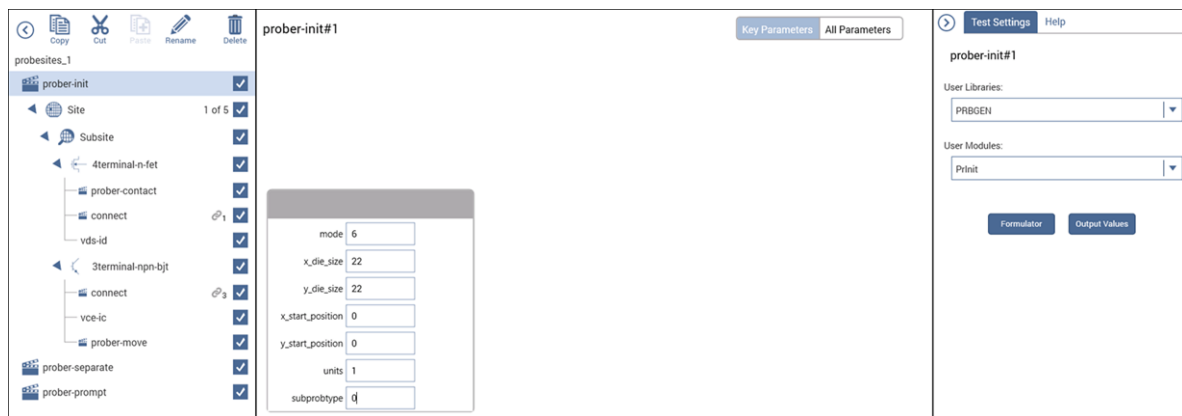 Copy Cut Paste Rename Delete
probesites_1
prober-init
Site 1 of 5
Subsite
4terminal-n-fet
prober-contact
connect 1
vds-id
3terminal-npn-bjt
connect 3
vce-ic
prober-move
prober-separate
prober-prompt
prober-init#1
Key Parameters All Parameters
mode 6
x_die_size 22
y_die_size 22
x_start_position 0
y_start_position 0
units 1
subprobtype 0
Test Settings Help
prober-init#1
User Libraries:
PRBGEN
User Modules:
PrInit
Formulator Output Values